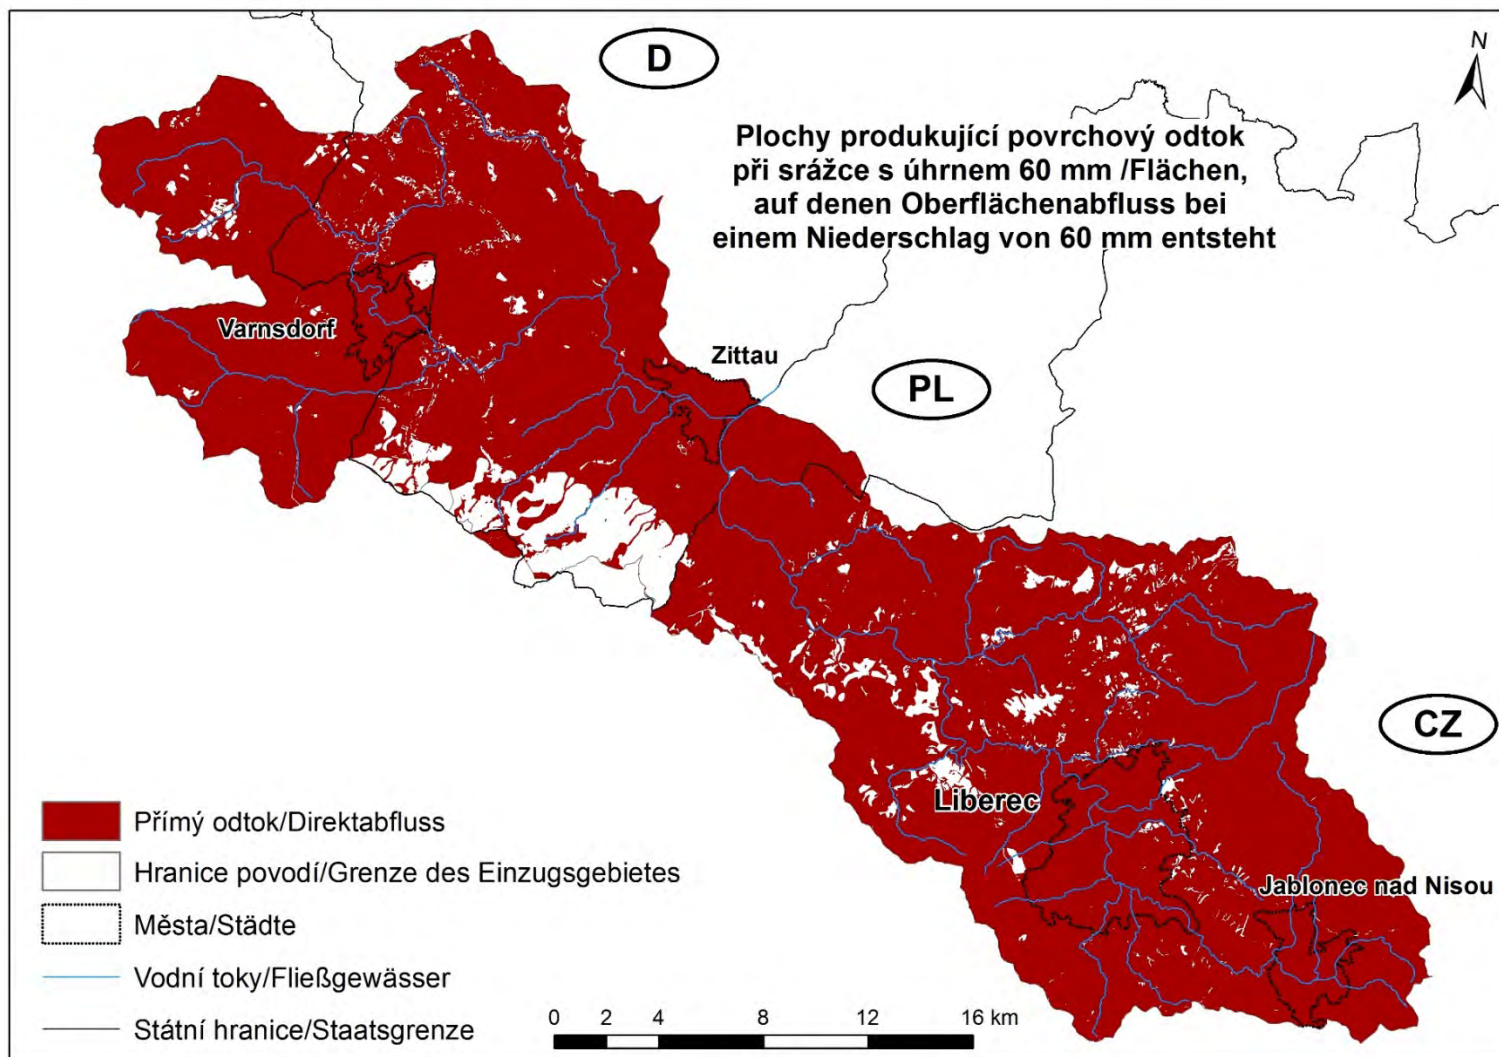 D
N
Plochy produkující povrchový odtok
při srážce s úhrnem 60 mm /Flächen,
auf denen Oberflächenabfluss bei
einem Niederschlag von 60 mm entsteht
Varnsdorf
Zittau
PL
CZ
Liberec
Jablonec nad Nisou
Přímý odtok/Direktabfluss
Hranice povodí/Grenze des Einzugsgebietes
Města/Städte
Vodní toky/Fließgewässer
Státní hranice/Staatsgrenze
0 2 4 8 12 16 km